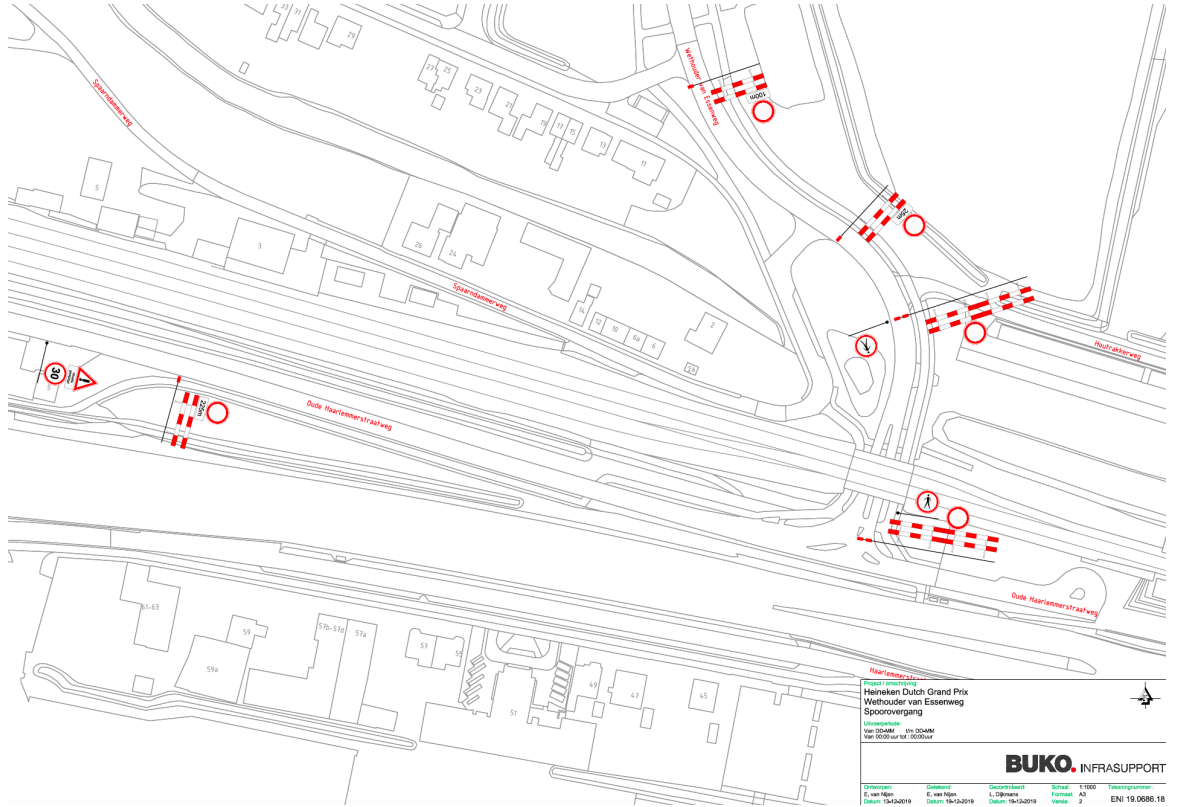 33
31
29
27
25
23
21
19
17
15
13
11
Wethouder van Essenweg
100m
Spaarndammerweg
5
3
26
24
25m
Spaarndammerweg
14
12
10
6a
6
2
Houtrakkerweg
30
5
225m
Oude Haarlemmerstraatweg
Oude Haarlemmerstraatweg
61-63
59
59a
57b-57d
57a
57
55
51
49
47
45
Project / omschrijving:
Heineken Dutch Grand Prix
Wethouder van Essenweg
Spoorovergang
Uitvoerperiode:
Van DD-MM t/m DD-MM
Van 00:00 uur tot : 00:00 uur
BUKO. INFRASUPPORT
Ontworpen: Getekend: Gecontroleerd: Schaal: 1:1000 Tekeningnummer:
E. van Nijen E. van Nijen L. Dijkmans Formaat: A3
Datum: 13-12-2019 Datum: 19-12-2019 Datum: 19-12-2019 Versie: 2 ENI 19.0686.18